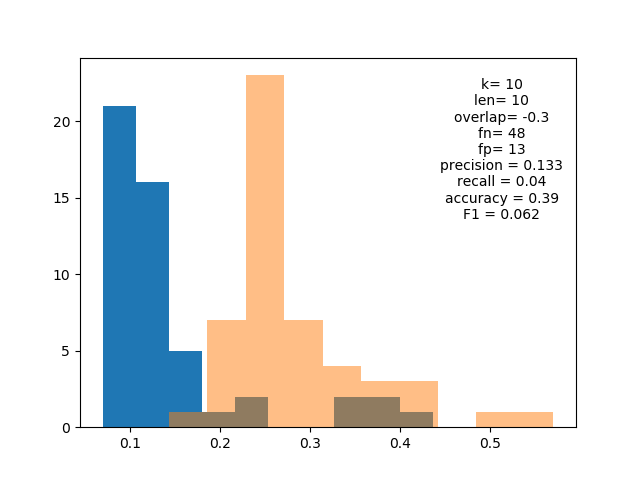 k= 10
len= 10
overlap= -0.3
fn= 48
fp= 13
precision = 0.133
recall = 0.04
accuracy = 0.39
F1 = 0.062
20
15
10
5
0
0.1 0.2 0.3 0.4 0.5